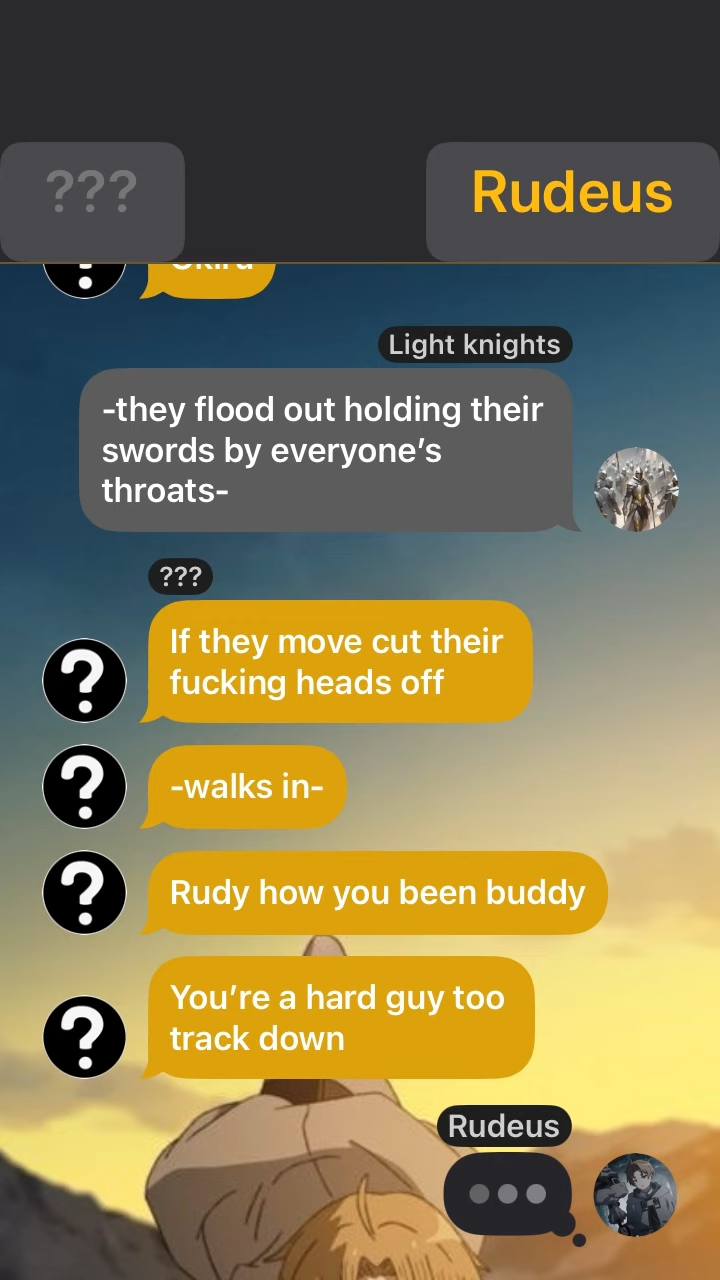 ???
Rudeus
Light knights
-they flood out holding their
swords by everyone’s
throats-
???
If they move cut their
fucking heads off
-walks in-
Rudy how you been buddy
You’re a hard guy too
track down
Rudeus